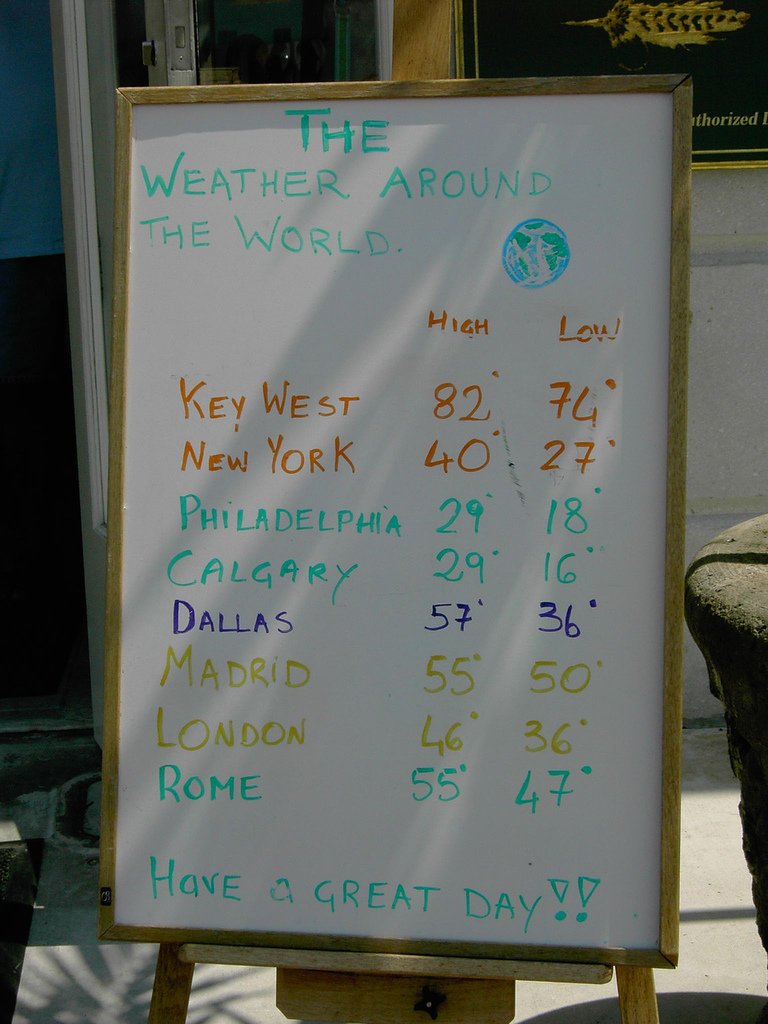 THE
WEATHER AROUND
THE WORLD.
HIGH LOW
KEY WEST 82° 74°
NEW YORK 40° 27°
PHILADELPHIA 29° 18°
CALGARY 29° 16°
DALLAS 57° 36°
MADRID 55° 50°
LONDON 46° 36°
ROME 55° 47°
HAVE a GREAT DAY!!